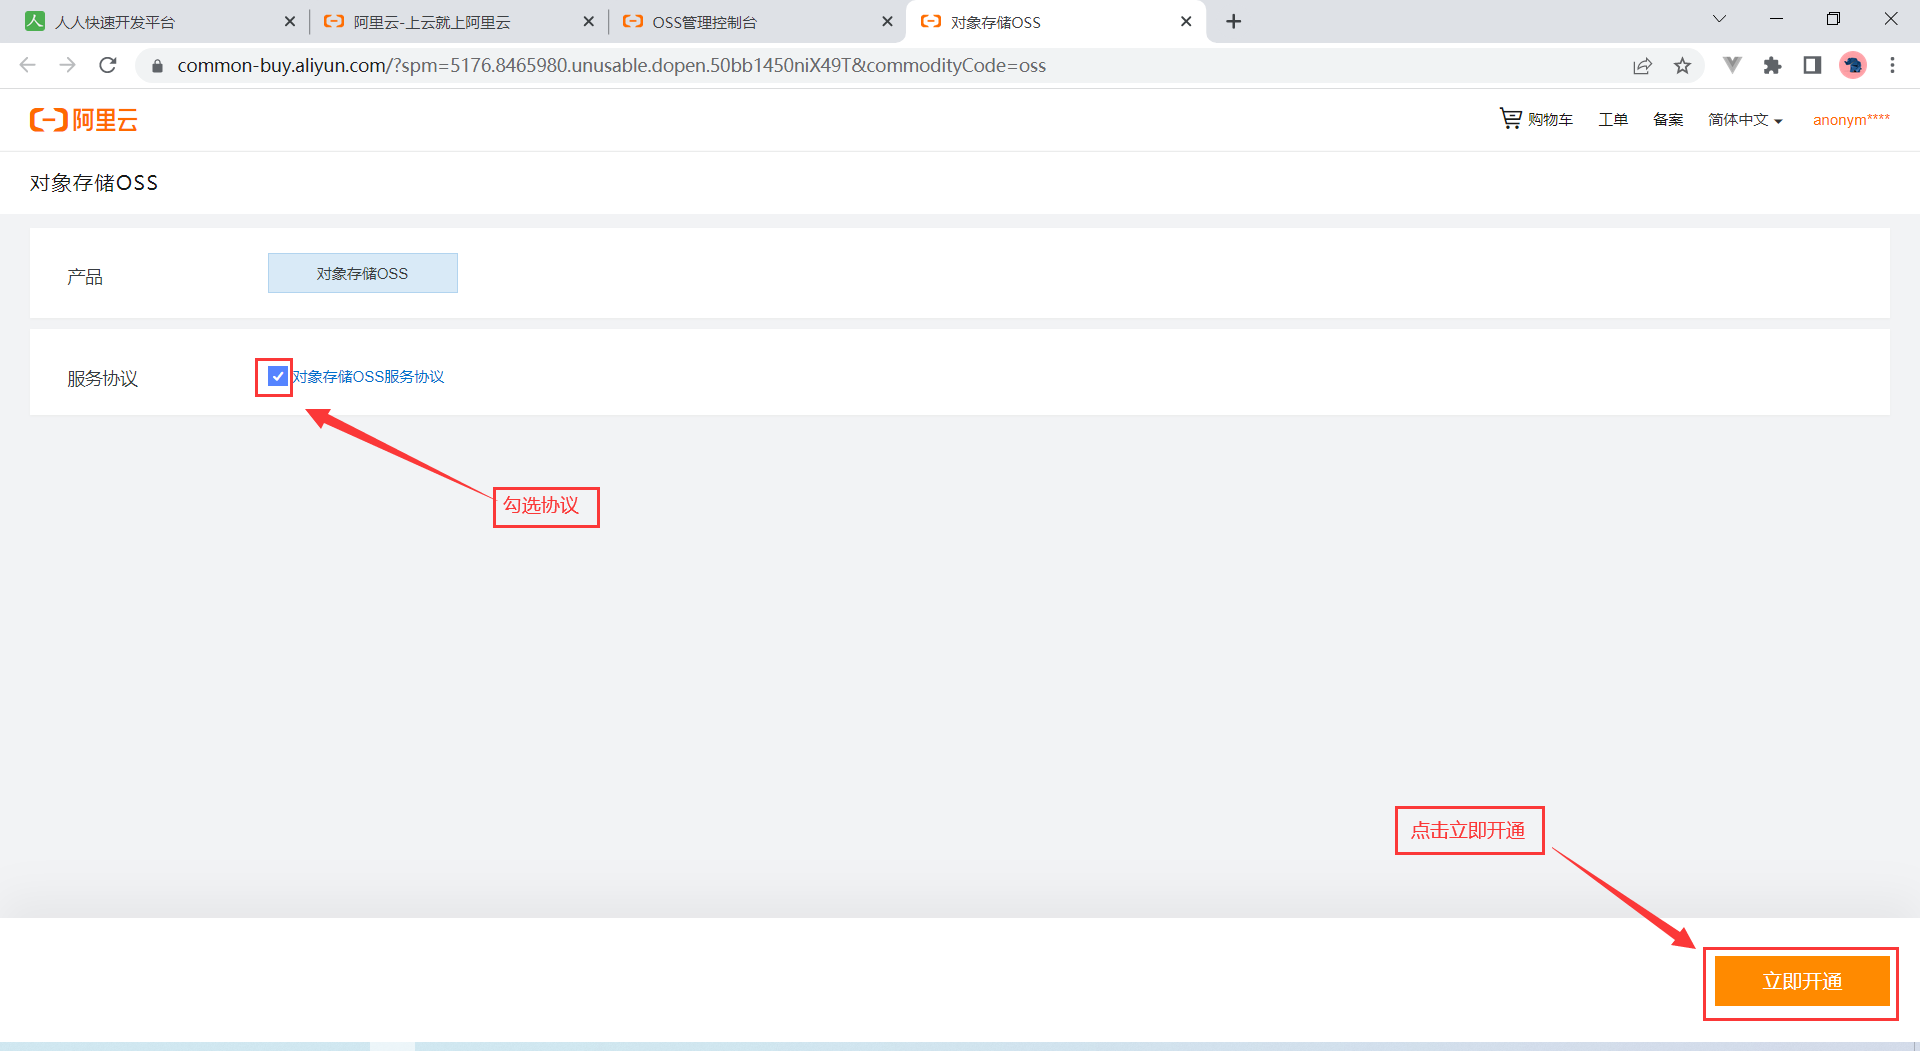 人人快速开发平台
阿里云-上云就上阿里云
OSS管理控制台
对象存储OSS
common-buy.aliyun.com/?spm=5176.8465980.unusable.dopen.50bb1450niX49T&commodityCode=oss
阿里云
购物车 工单 备案 简体中文 anonym****
对象存储OSS
产品
对象存储OSS
服务协议
对象存储OSS服务协议
勾选协议
点击立即开通
立即开通